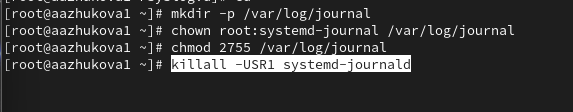 [root@aazhukova1 ~]# mkdir -p /var/log/journal
[root@aazhukova1 ~]# chown root:systemd-journal /var/log/journal
[root@aazhukova1 ~]# chmod 2755 /var/log/journal
[root@aazhukova1 ~]# killall -USR1 systemd-journald